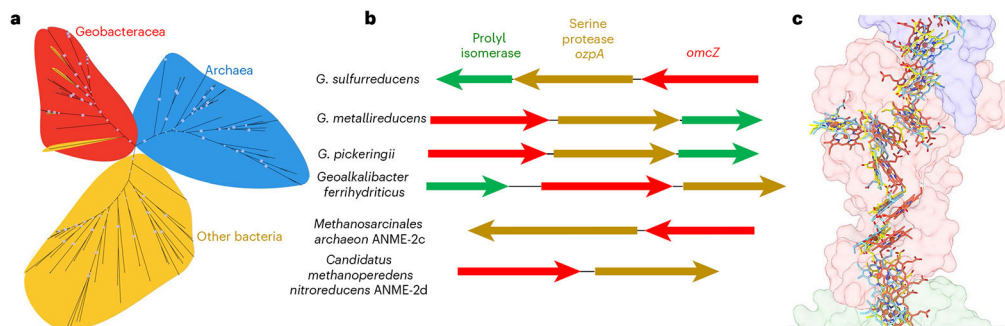 a
Geobacteracea
Archaea
Other bacteria
b
Prolyl
isomerase
Serine
protease
ozpA
omcZ
G. sulfurreducens
G. metallireducens
G. pickeringii
Geoalkalibacter
ferrihydriticus
Methanosarcinales
archaeon ANME-2c
Candidatus
methanoperedens
nitroreducens ANME-2d
c